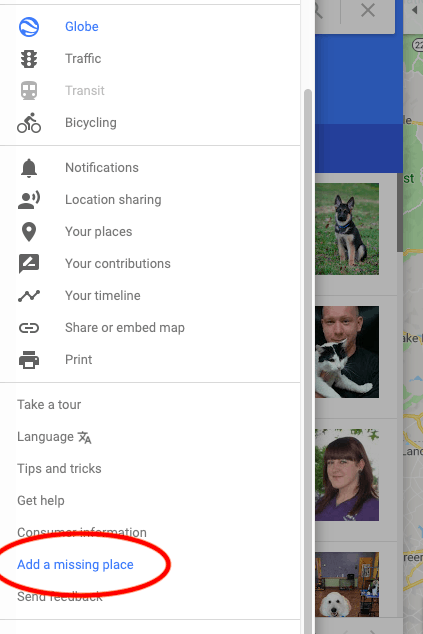 Globe
Traffic
Transit
Bicycling
Notifications
Location sharing
Your places
Your contributions
Your timeline
Share or embed map
Print
Take a tour
Language
Tips and tricks
Get help
Consumer information
Add a missing place
Send feedback